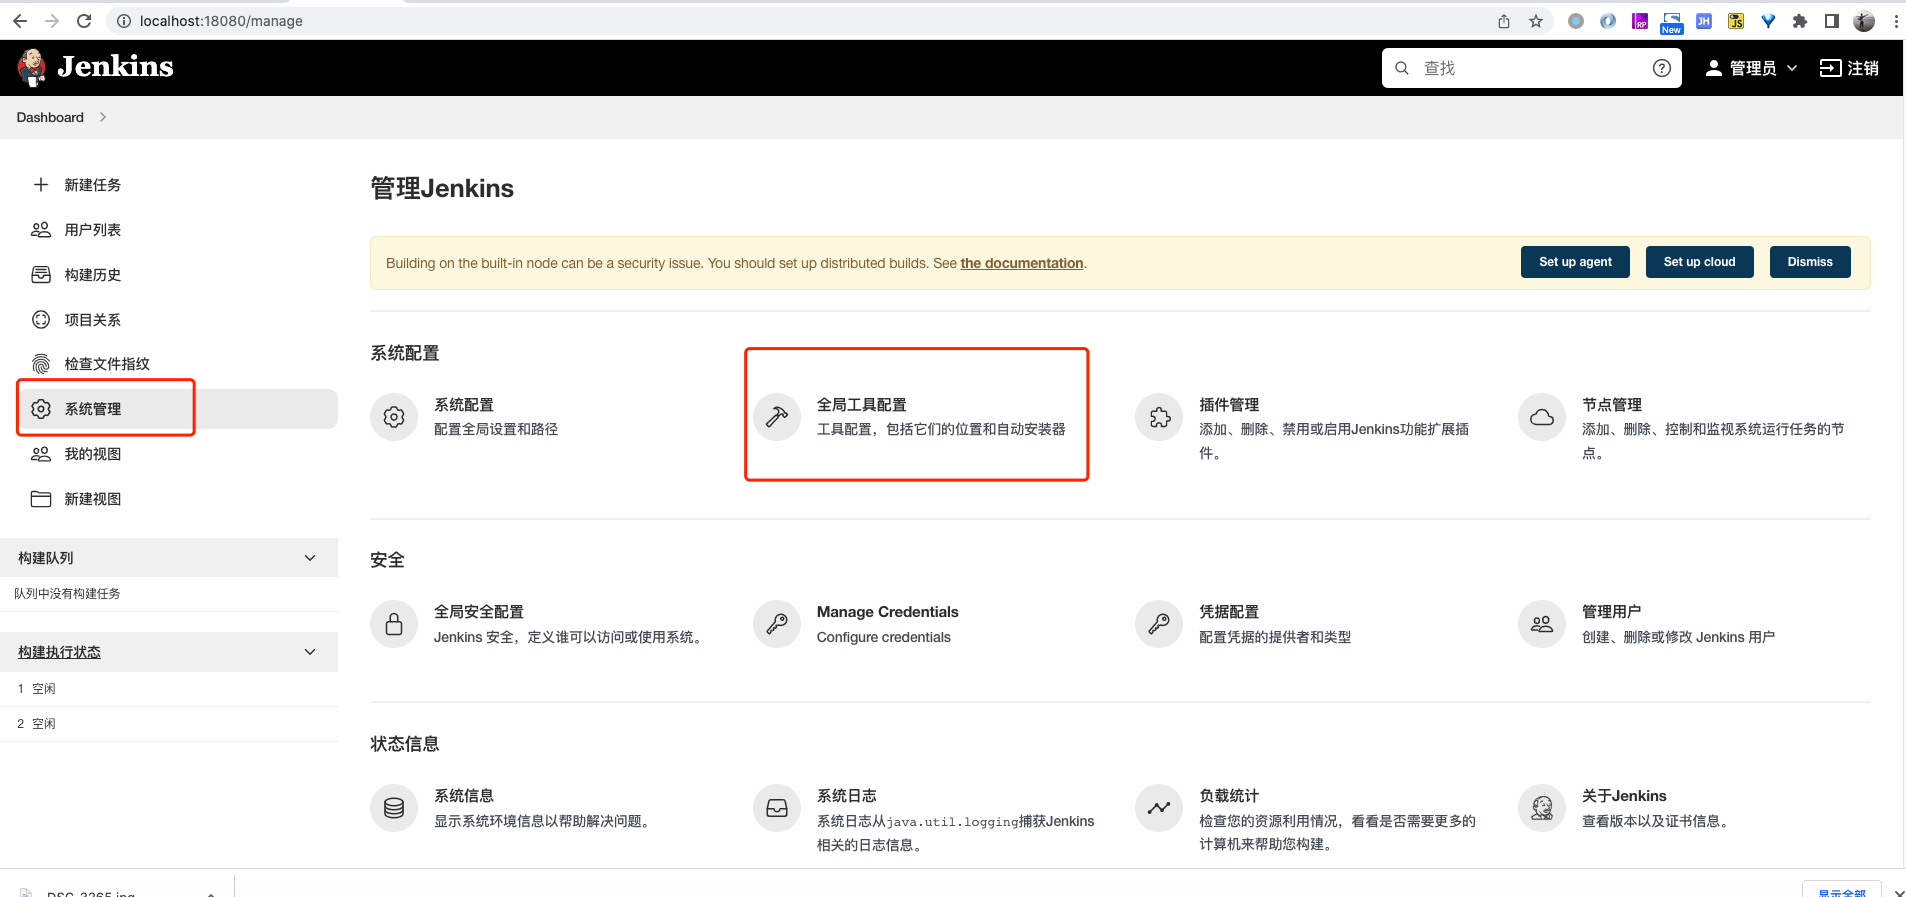 localhost:18080/manage
New
RP
JH
JS
Jenkins
查找
管理员
注销
Dashboard
新建任务
用户列表
构建历史
项目关系
检查文件指纹
系统管理
我的视图
新建视图
构建队列
队列中没有构建任务
构建执行状态
1 空闲
2 空闲
管理Jenkins
Building on the built-in node can be a security issue. You should set up distributed builds. See the documentation.
Set up agent
Set up cloud
Dismiss
系统配置
系统配置
配置全局设置和路径
全局工具配置
工具配置，包括它们的位置和自动安装器
插件管理
添加、删除、禁用或启用Jenkins功能扩展插
件。
节点管理
添加、删除、控制和监视系统运行任务的节
点。
安全
全局安全配置
Jenkins 安全，定义谁可以访问或使用系统。
Manage Credentials
Configure credentials
凭据配置
配置凭据的提供者和类型
管理用户
创建、删除或修改 Jenkins 用户
状态信息
系统信息
显示系统环境信息以帮助解决问题。
系统日志
系统日志从java.util.logging捕获Jenkins
相关的日志信息。
负载统计
检查您的资源利用情况，看看是否需要更多的
计算机来帮助您构建。
关于Jenkins
查看版本以及证书信息。
DSC_3265.jpg
显示全部